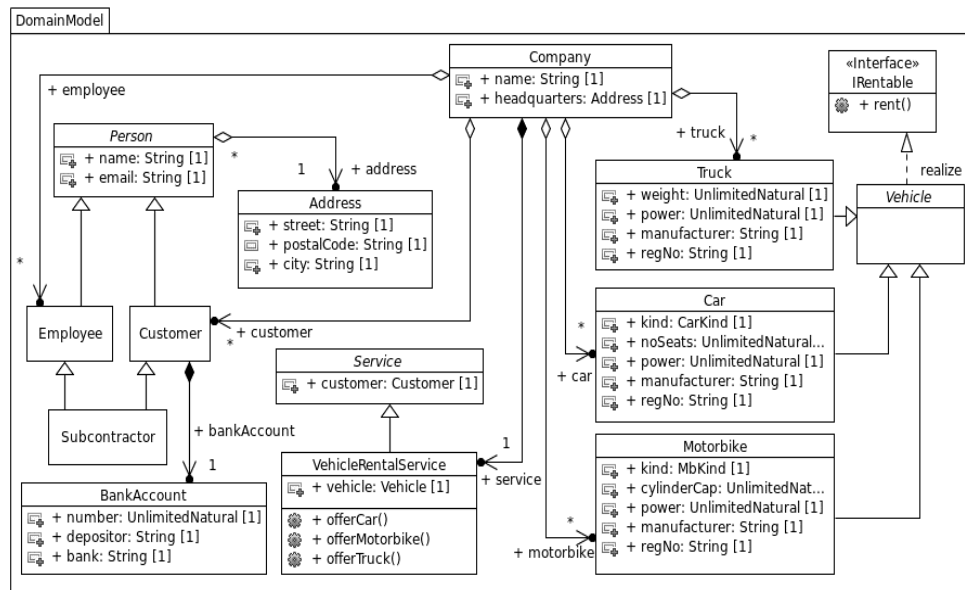 DomainModel
Company
+ name: String [1]
+ headquarters: Address [1]
«Interface»
IRentable
+ rent()
+ employee
Person
+ name: String [1]
+ email: String [1]
*
1
+ address
+ truck
*
realize
Address
+ street: String [1]
+ postalCode: String [1]
+ city: String [1]
Truck
+ weight: UnlimitedNatural [1]
+ power: UnlimitedNatural [1]
+ manufacturer: String [1]
+ regNo: String [1]
Vehicle
*
Employee
Customer
+ customer
*
Car
+ kind: CarKind [1]
+ noSeats: UnlimitedNatural...
+ power: UnlimitedNatural [1]
+ manufacturer: String [1]
+ regNo: String [1]
*
+ car
Service
+ customer: Customer [1]
Subcontractor
+ bankAccount
1
1
+ service
VehicleRentalService
+ vehicle: Vehicle [1]
+ offerCar()
+ offerMotorbike()
+ offerTruck()
Motorbike
+ kind: MbKind [1]
+ cylinderCap: UnlimitedNat...
+ power: UnlimitedNatural [1]
+ manufacturer: String [1]
+ regNo: String [1]
*
+ motorbike
BankAccount
+ number: UnlimitedNatural [1]
+ depositor: String [1]
+ bank: String [1]